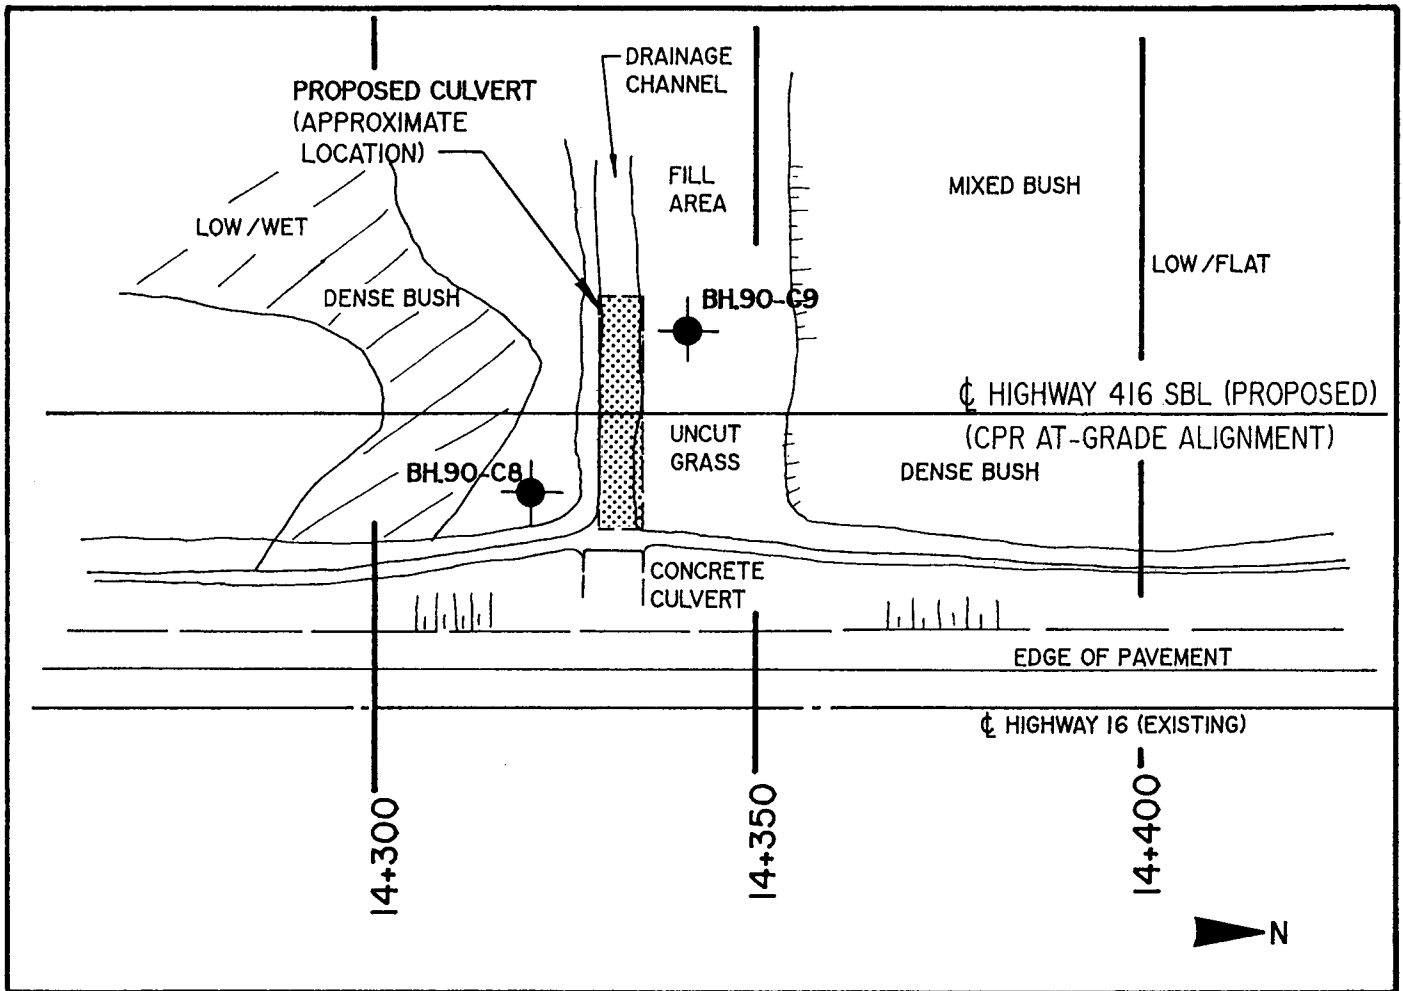 DRAINAGE
CHANNEL
PROPOSED CULVERT
(APPROXIMATE
LOCATION)
FILL
AREA
MIXED BUSH
LOW/WET
LOW/FLAT
DENSE BUSH
BH.90-C9
℄ HIGHWAY 416 SBL (PROPOSED)
(CPR AT-GRADE ALIGNMENT)
UNCUT
GRASS
BH.90-C8
DENSE BUSH
CONCRETE
CULVERT
EDGE OF PAVEMENT
℄ HIGHWAY 16 (EXISTING)
14+300
14+350
14+400
N